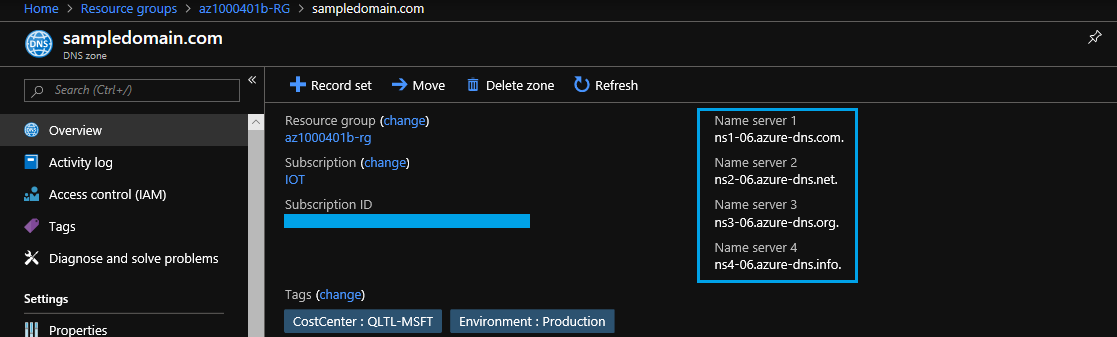 Home > Resource groups > az1000401b-RG > sampledomain.com
DNS
sampledomain.com
DNS zone
Search (Ctrl+/)
«
Overview
Activity log
Access control (IAM)
Tags
Diagnose and solve problems
Settings
Properties
Record set
Move
Delete zone
Refresh
Resource group (change)
az1000401b-rg
Subscription (change)
IOT
Subscription ID
Name server 1
ns1-06.azure-dns.com.
Name server 2
ns2-06.azure-dns.net.
Name server 3
ns3-06.azure-dns.org.
Name server 4
ns4-06.azure-dns.info.
Tags (change)
CostCenter : QLTL-MSFT
Environment : Production